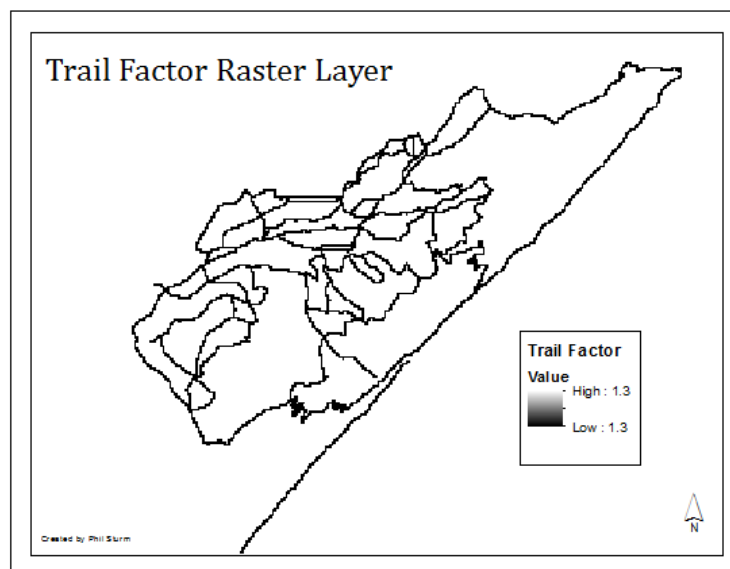 Trail Factor Raster Layer
Trail Factor
Value
High : 1.3
Low : 1.3
N
Created by Phil Sturm